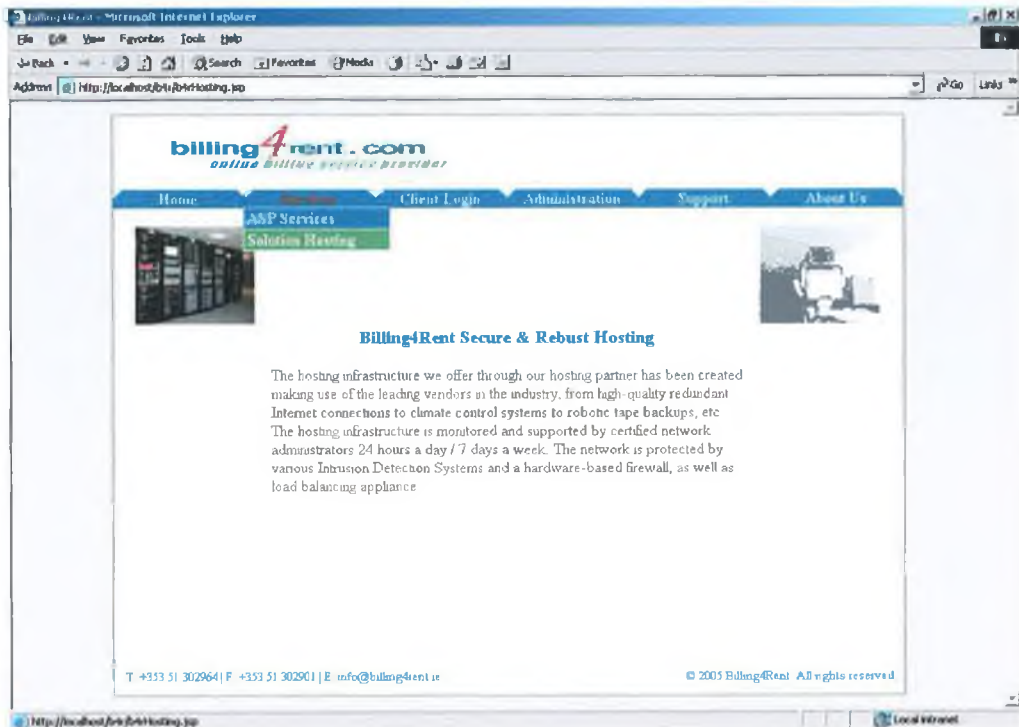 Billing4Rent - Microsoft Internet Explorer
File Edit View Favorites Tools Help
Back Search Favorites Media
Address http://localhost/b4r/b4rHosting.jsp Go Links
billing4rent.com
online billing service provider
Home Services Client Login Administration Support About Us
ASP Services
Solution Hosting
Billing4Rent Secure & Rebust Hosting
The hosting infrastructure we offer through our hosting partner has been created
making use of the leading vendors in the industry, from high-quality redundant
Internet connections to climate control systems to robotic tape backups, etc
The hosting infrastructure is monitored and supported by certified network
administrators 24 hours a day / 7 days a week. The network is protected by
various Intrusion Detection Systems and a hardware-based firewall, as well as
load balancing appliance
T +353 51 302964 | F +353 51 302901 | E info@billing4rent.ie © 2005 Billing4Rent All rights reserved
http://localhost/b4r/b4rHosting.jsp Local intranet